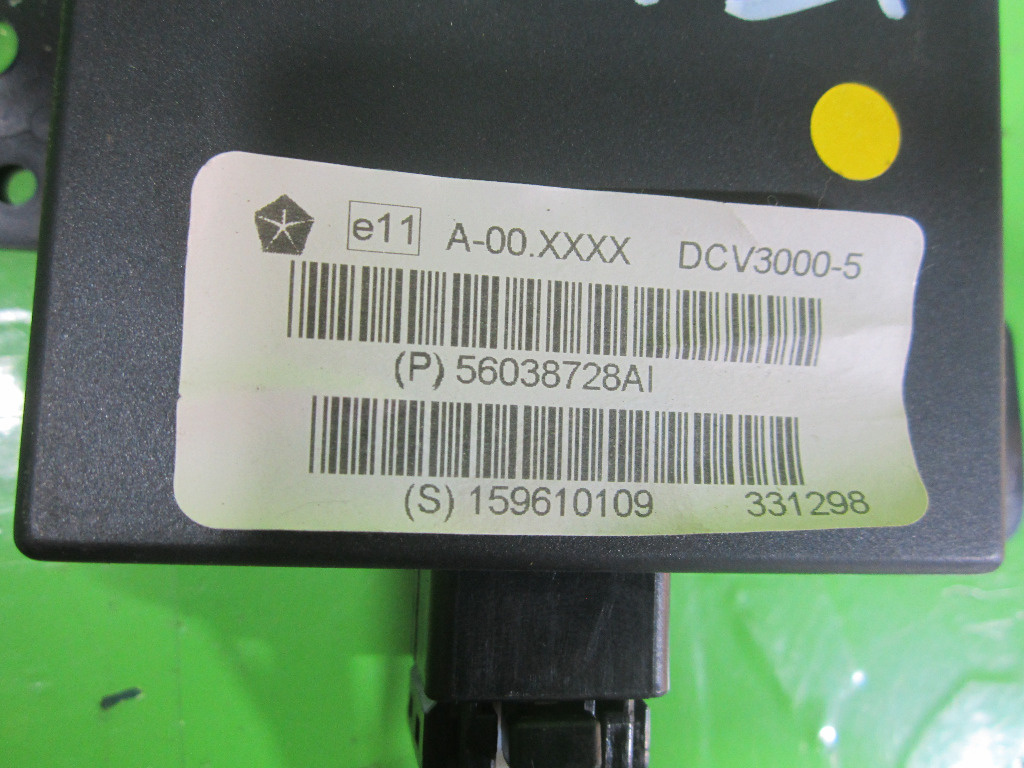 e11 A-00.XXXX DCV3000-5
(P) 56038728AI
(S) 159610109 331298